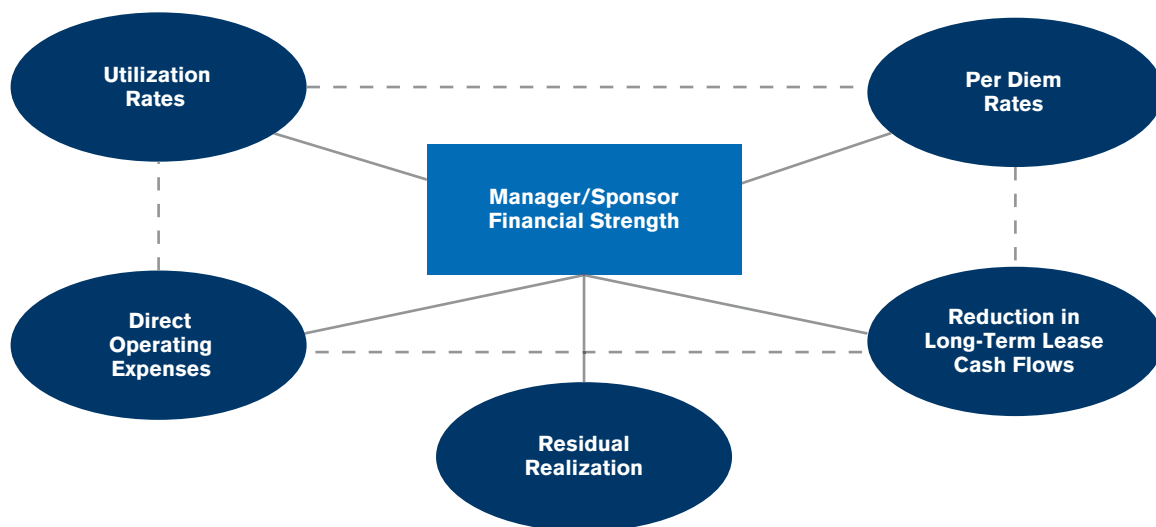 Utilization
Rates
Per Diem
Rates
Manager/Sponsor
Financial Strength
Direct
Operating
Expenses
Reduction in
Long-Term Lease
Cash Flows
Residual
Realization